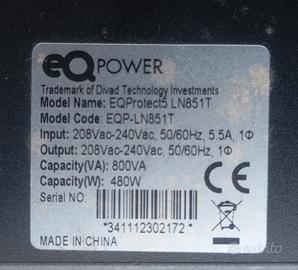 eQ POWER
Trademark of Divad Technology Investments
Model Name: EQProtect5 LN851T
Model Code: EQP-LN851T
Input: 208Vac-240Vac, 50/60Hz, 5.5A, 1Φ
Output: 208Vac-240Vac, 50/60Hz, 1Φ
Capacity(VA): 800VA
Capacity(W): 480W
Serial NO:
CE
*341112302172*
MADE IN CHINA
subito